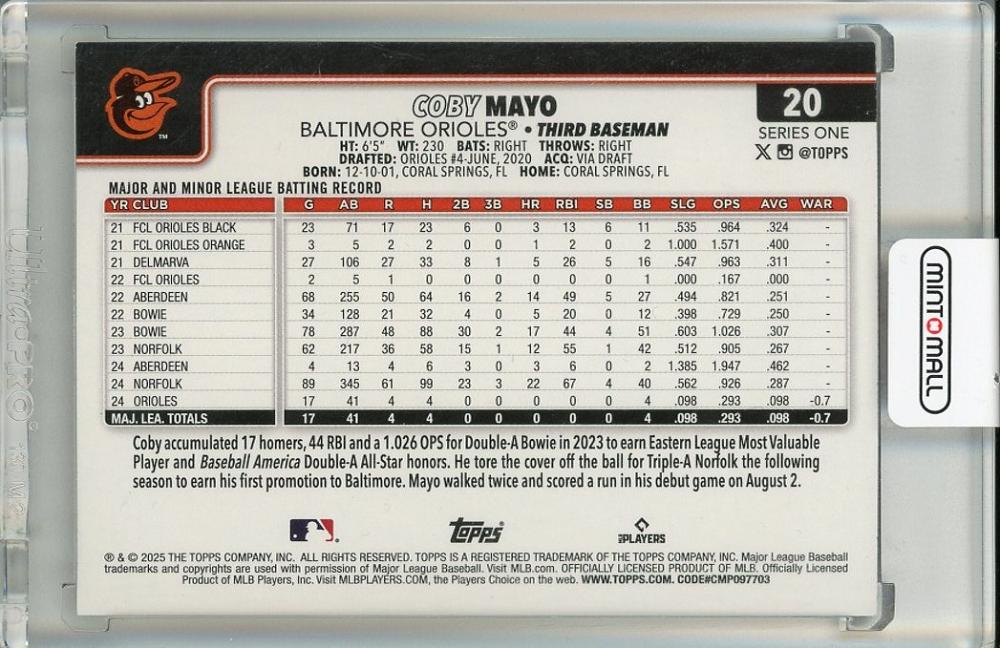 20
COBY MAYO
BALTIMORE ORIOLES® • THIRD BASEMAN
SERIES ONE
@TOPPS
HT: 6'5" WT: 230 BATS: RIGHT THROWS: RIGHT
DRAFTED: ORIOLES #4-JUNE, 2020 ACQ: VIA DRAFT
BORN: 12-10-01, CORAL SPRINGS, FL HOME: CORAL SPRINGS, FL
MAJOR AND MINOR LEAGUE BATTING RECORD
YR CLUB G AB R H 2B 3B HR RBI SB BB SLG OPS AVG WAR
21 FCL ORIOLES BLACK 23 71 17 23 6 0 3 13 6 11 .535 .964 .324 -
21 FCL ORIOLES ORANGE 3 5 2 2 0 0 1 2 0 2 1.000 1.571 .400 -
21 DELMARVA 27 106 27 33 8 1 5 26 5 16 .547 .963 .311 -
22 FCL ORIOLES 2 5 1 0 0 0 0 0 0 1 .000 .167 .000 -
22 ABERDEEN 68 255 50 64 16 2 14 49 5 27 .494 .821 .251 -
22 BOWIE 34 128 21 32 4 0 5 20 0 12 .398 .729 .250 -
23 BOWIE 78 287 48 88 30 2 17 44 4 51 .603 1.026 .307 -
23 NORFOLK 62 217 36 58 15 1 12 55 1 42 .512 .905 .267 -
24 ABERDEEN 4 13 4 6 3 0 3 6 0 2 1.385 1.947 .462 -
24 NORFOLK 89 345 61 99 23 3 22 67 4 40 .562 .926 .287 -
24 ORIOLES 17 41 4 4 0 0 0 0 0 4 .098 .293 .098 -0.7
MAJ. LEA. TOTALS 17 41 4 4 0 0 0 0 0 4 .098 .293 .098 -0.7
Coby accumulated 17 homers, 44 RBI and a 1.026 OPS for Double-A Bowie in 2023 to earn Eastern League Most Valuable
Player and Baseball America Double-A All-Star honors. He tore the cover off the ball for Triple-A Norfolk the following
season to earn his first promotion to Baltimore. Mayo walked twice and scored a run in his debut game on August 2.
Topps
PLAYERS
® & © 2025 THE TOPPS COMPANY, INC. ALL RIGHTS RESERVED. TOPPS IS A REGISTERED TRADEMARK OF THE TOPPS COMPANY, INC. Major League Baseball
trademarks and copyrights are used with permission of Major League Baseball. Visit MLB.com. OFFICIALLY LICENSED PRODUCT OF MLB. Officially Licensed
Product of MLB Players, Inc. Visit MLBPLAYERS.COM, the Players Choice on the web. WWW.TOPPS.COM. CODE#CMP097703
MINT MALL
Ultra PRO®